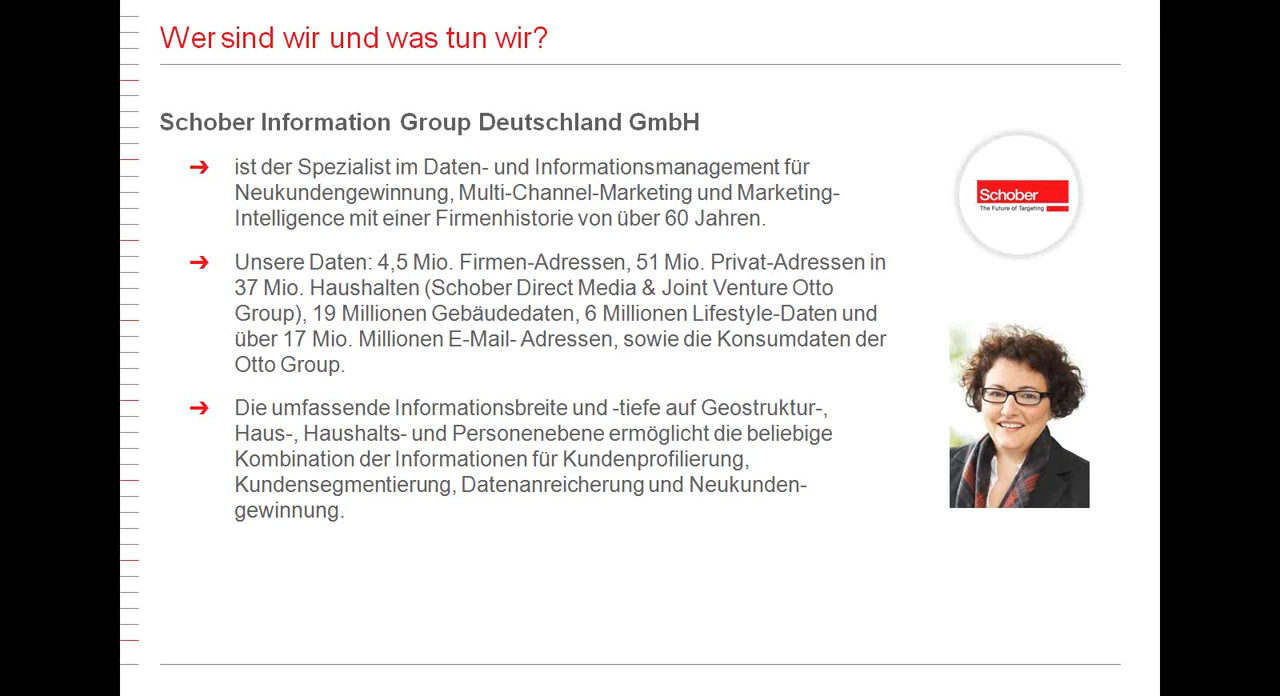 Wer sind wir und was tun wir?
Schober Information Group Deutschland GmbH
➔ ist der Spezialist im Daten- und Informationsmanagement für
Neukundengewinnung, Multi-Channel-Marketing und Marketing-
Intelligence mit einer Firmenhistorie von über 60 Jahren.
➔ Unsere Daten: 4,5 Mio. Firmen-Adressen, 51 Mio. Privat-Adressen in
37 Mio. Haushalten (Schober Direct Media & Joint Venture Otto
Group), 19 Millionen Gebäudedaten, 6 Millionen Lifestyle-Daten und
über 17 Mio. Millionen E-Mail- Adressen, sowie die Konsumdaten der
Otto Group.
➔ Die umfassende Informationsbreite und -tiefe auf Geostruktur-,
Haus-, Haushalts- und Personenebene ermöglicht die beliebige
Kombination der Informationen für Kundenprofilierung,
Kundensegmentierung, Datenanreicherung und Neukunden-
gewinnung.
Schober
The Future of Targeting